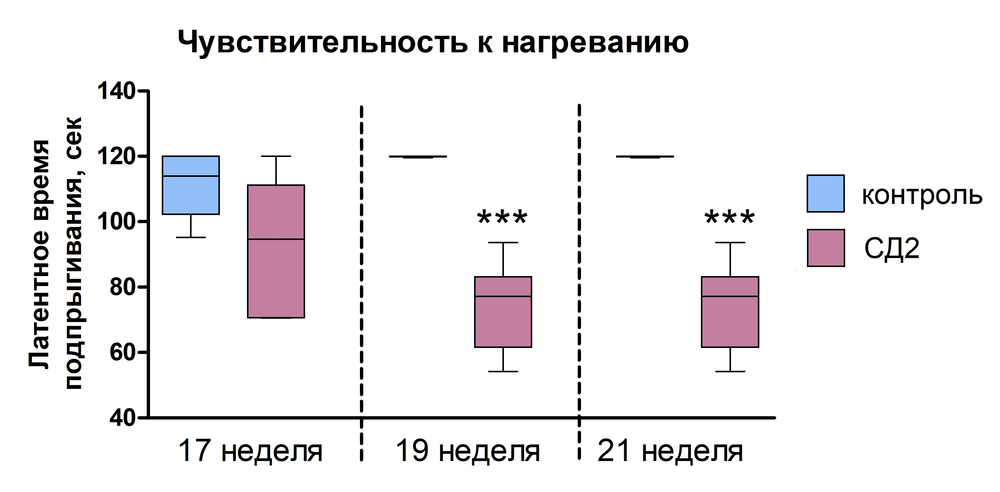 Чувствительность к нагреванию
Латентное время
подпрыгивания, сек
140
120
100
80
60
40
***
***
17 неделя
19 неделя
21 неделя
контроль
СД2